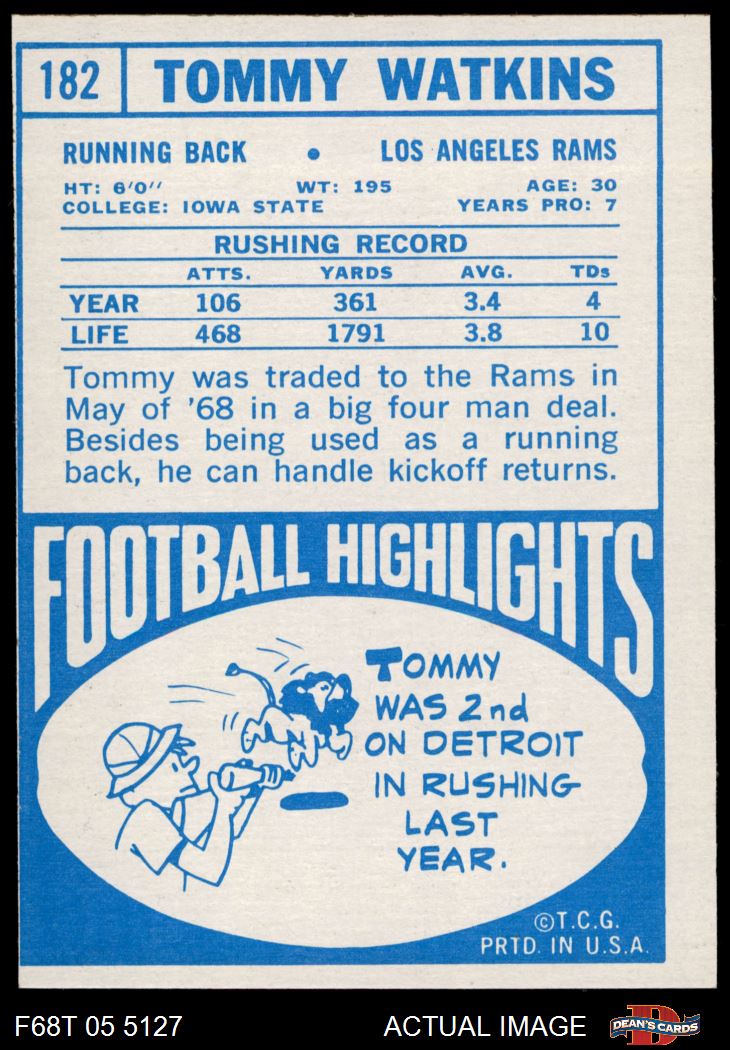 182 TOMMY WATKINS
RUNNING BACK • LOS ANGELES RAMS
HT: 6'0'' WT: 195 AGE: 30
COLLEGE: IOWA STATE YEARS PRO: 7
RUSHING RECORD
ATTS. YARDS AVG. TDs
YEAR 106 361 3.4 4
LIFE 468 1791 3.8 10
Tommy was traded to the Rams in
May of '68 in a big four man deal.
Besides being used as a running
back, he can handle kickoff returns.
FOOTBALL HIGHLIGHTS
TOMMY
WAS 2nd
ON DETROIT
IN RUSHING
LAST
YEAR.
©T.C.G.
PRTD. IN U.S.A.
F68T 05 5127 ACTUAL IMAGE D DEAN'S CARDS